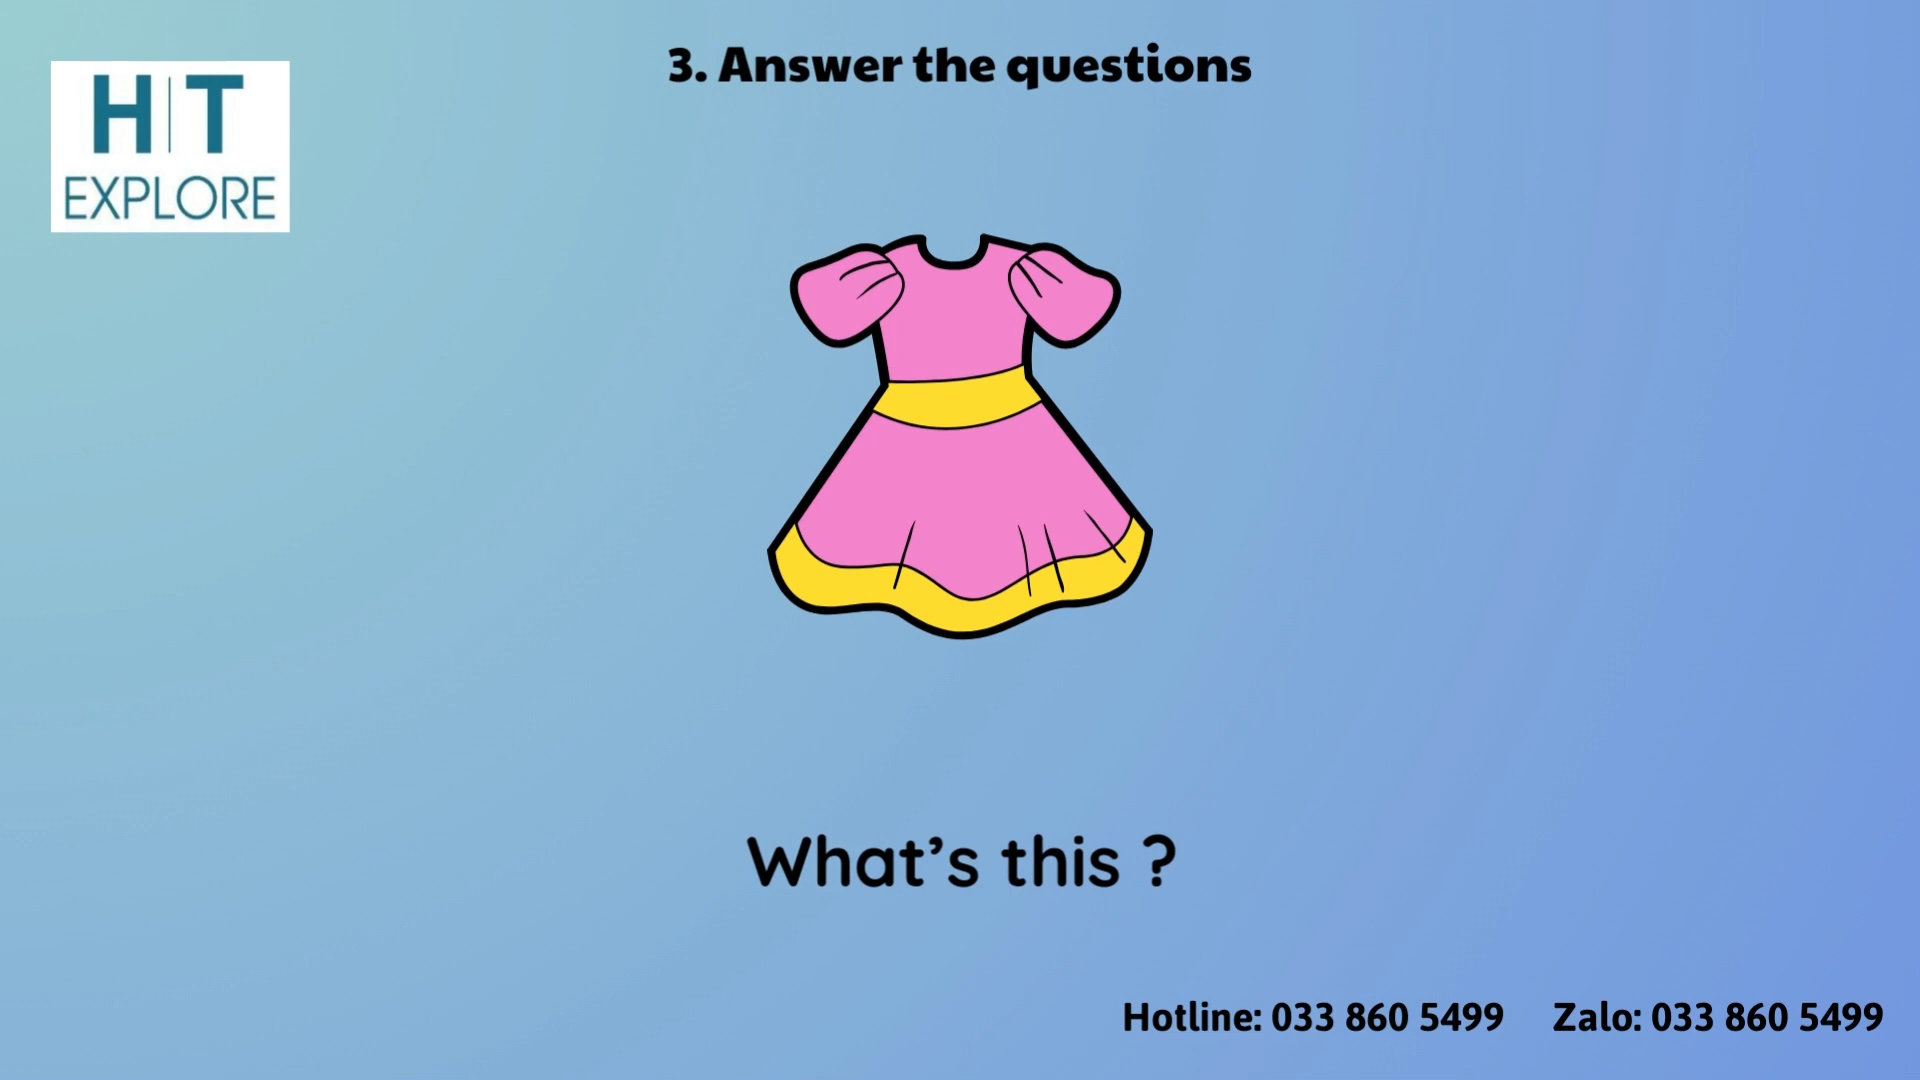 3. Answer the questions
H|T
EXPLORE
What's this ?
Hotline: 033 860 5499 Zalo: 033 860 5499